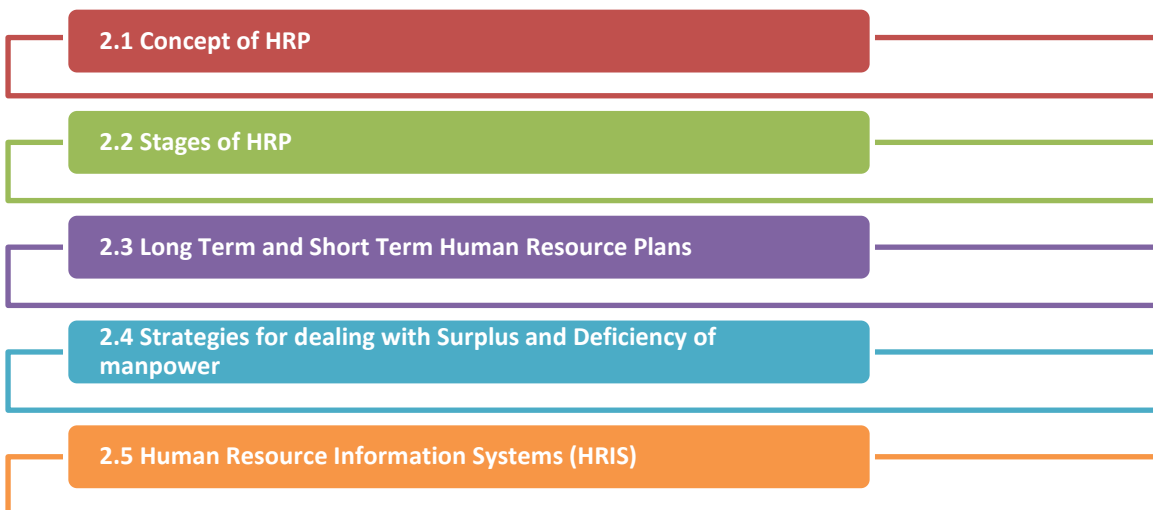 2.1 Concept of HRP
2.2 Stages of HRP
2.3 Long Term and Short Term Human Resource Plans
2.4 Strategies for dealing with Surplus and Deficiency of
manpower
2.5 Human Resource Information Systems (HRIS)